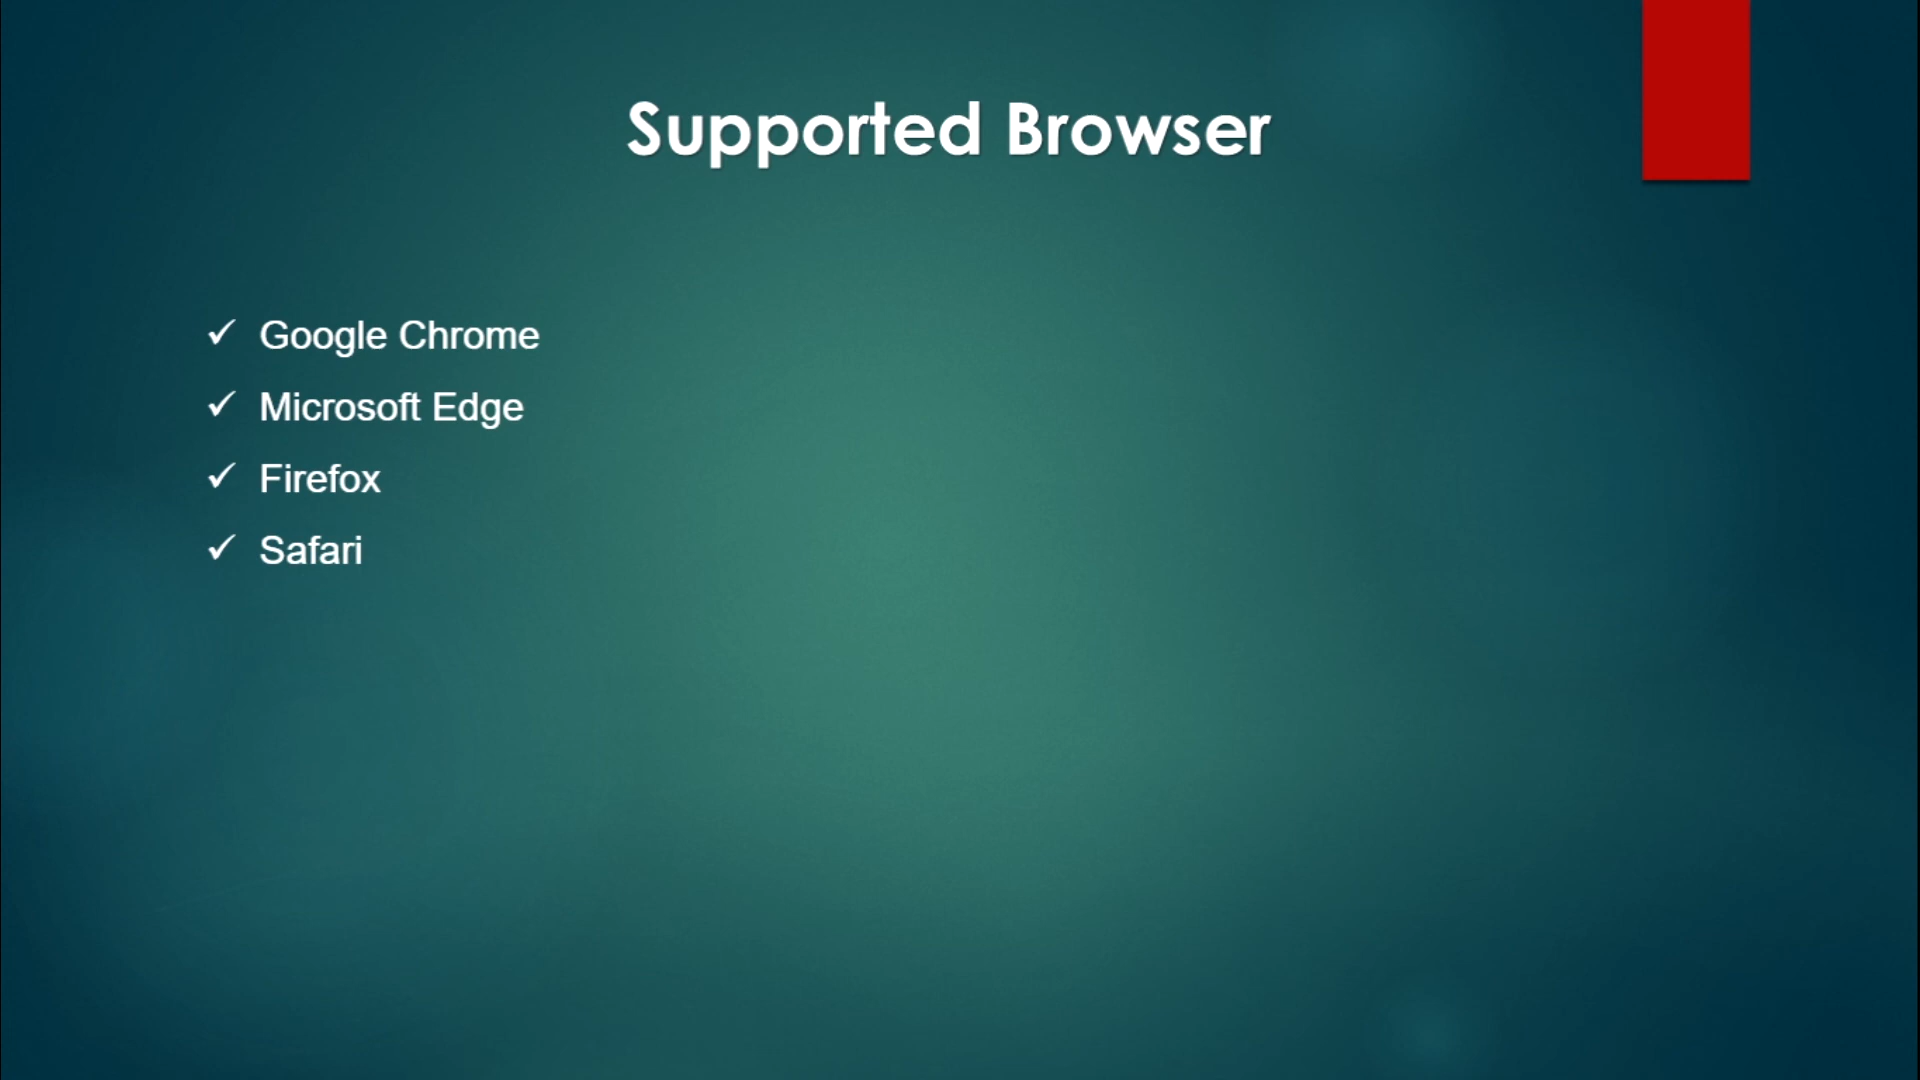 Supported Browser
✓ Google Chrome
✓ Microsoft Edge
✓ Firefox
✓ Safari